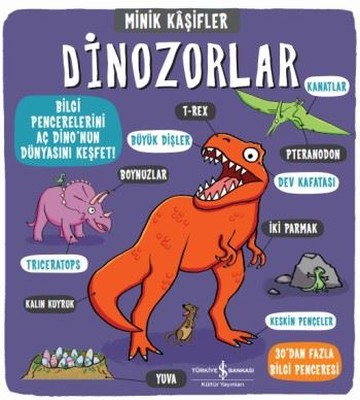 MİNİK KÂŞİFLER
DİNOZORLAR
KANATLAR
BİLGİ
PENCERELERİNİ
AÇ DİNO'NUN
DÜNYASINI KEŞFET!
T-REX
BÜYÜK DİŞLER
PTERANODON
BOYNUZLAR
DEV KAFATASI
İKİ PARMAK
TRICERATOPS
KALIN KUYRUK
KESKİN PENÇELER
YUVA
TÜRKİYE İŞ BANKASI
Kültür Yayınları
30'DAN FAZLA
BİLGİ PENCERESİ